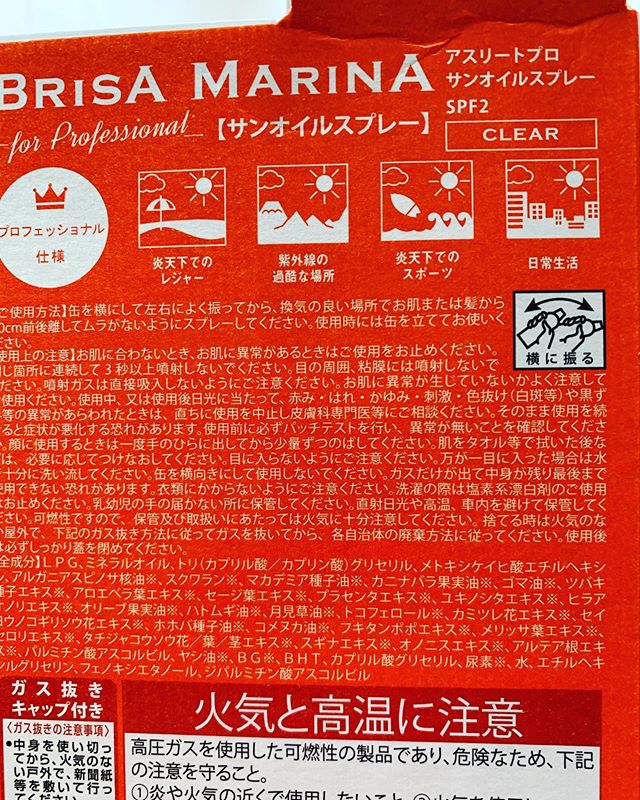 BRISA MARINA
for Professional
【サンオイルスプレー】
アスリートプロ
サンオイルスプレー
SPF2
CLEAR
プロフェッショナル
仕様
炎天下での
レジャー
紫外線の
過酷な場所
炎天下での
スポーツ
日常生活
横に振る
ご使用方法】缶を横にして左右によく振ってから、換気の良い場所でお肌または髪から
0cm前後離してムラがないようにスプレーしてください。使用時には缶を立ててお使いく
ださい。
使用上の注意】お肌に合わないとき、お肌に異常があるときはご使用をお止めください。
同じ箇所に連続して3秒以上噴射しないでください。目の周囲、粘膜には噴射しないで
ださい。噴射ガスは直接吸入しないようにご注意ください。お肌に異常が生じていないかよく注意して
使用ください。使用中、又は使用後日光に当たって、赤み・はれ・かゆみ・刺激・色抜け(白斑等)や黒ず
等の異常があらわれたときは、直ちに使用を中止し皮膚科専門医等にご相談ください。そのまま使用を続
すると症状が悪化する恐れがあります。使用前に必ずパッチテストを行い、異常が無いことを確認してくださ
い。顔に使用するときは一度手のひらに出してから少量ずつのばしてください。肌をタオル等で拭いた後な
は、必要に応じてつけなおしてください。目に入らないようにご注意ください。万が一目に入った場合は水
十分に洗い流してください。缶を横向きにして使用しないでください。ガスだけが出て中身が残り最後まで
使用できない恐れがあります。衣類にかからないようにご注意ください。洗濯の際は塩素系漂白剤のご使用
お止めください。乳幼児の手の届かない所に保管してください。直射日光や高温、車内を避けて保管してく
ださい。可燃性ですので、保管及び取扱いにあたっては火気に十分注意してください。捨てる時は火気のな
い屋外で、下記のガス抜き方法に従ってガスを抜いてから、各自治体の廃棄方法に従ってください。使用後
は必ずしっかり蓋を閉めてください。
全成分】LPG、ミネラルオイル、トリ(カプリル酸/カプリン酸)グリセリル、メトキシケイヒ酸エチルヘキシ
、アルガニアスピノサ核油※、スクワラン※、マカデミア種子油※、カニナバラ果実油※、ゴマ油※、ツバキ
種子エキス※、アロエベラ葉エキス※、セージ葉エキス※、プラセンタエキス※、ユキノシタエキス※、ヒラア
オノリエキス※、オリーブ果実油※、ハトムギ油※、月見草油※、トコフェロール※、カミツレ花エキス※、セイ
ヨウノコギリソウ花エキス※、ホホバ種子油※、コメヌカ油※、フキタンポポエキス※、メリッサ葉エキス※、
セロリエキス※、タチジャコウソウ花/葉/茎エキス※、スギナエキス※、オノニスエキス※、アルテア根エキ
※、パルミチン酸アスコルビル、ヤシ油※、BG※、BHT、カプリル酸グリセリル、尿素※、水、エチルヘキ
シルグリセリン、フェノキシエタノール、ジパルミチン酸アスコルビル
ガス抜き
キャップ付き
〈ガス抜きの注意事項〉
●中身を使い切っ
てから、火気のな
い戸外で、新聞紙
等を敷いて行っ
てください
火気と高温に注意
高圧ガスを使用した可燃性の製品であり、危険なため、下記
の注意を守ること。
①炎や火気の近くで使用しないこと。②火気を使用し